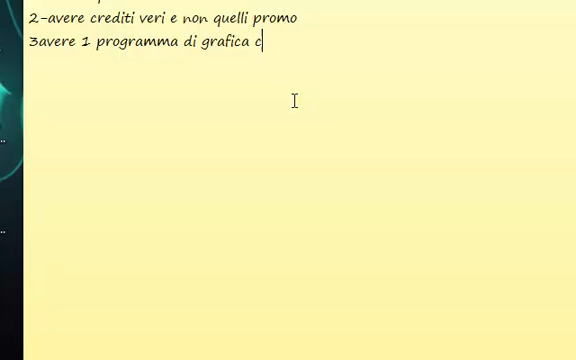 2-avere crediti veri e non quelli promo
3avere 1 programma di grafica c